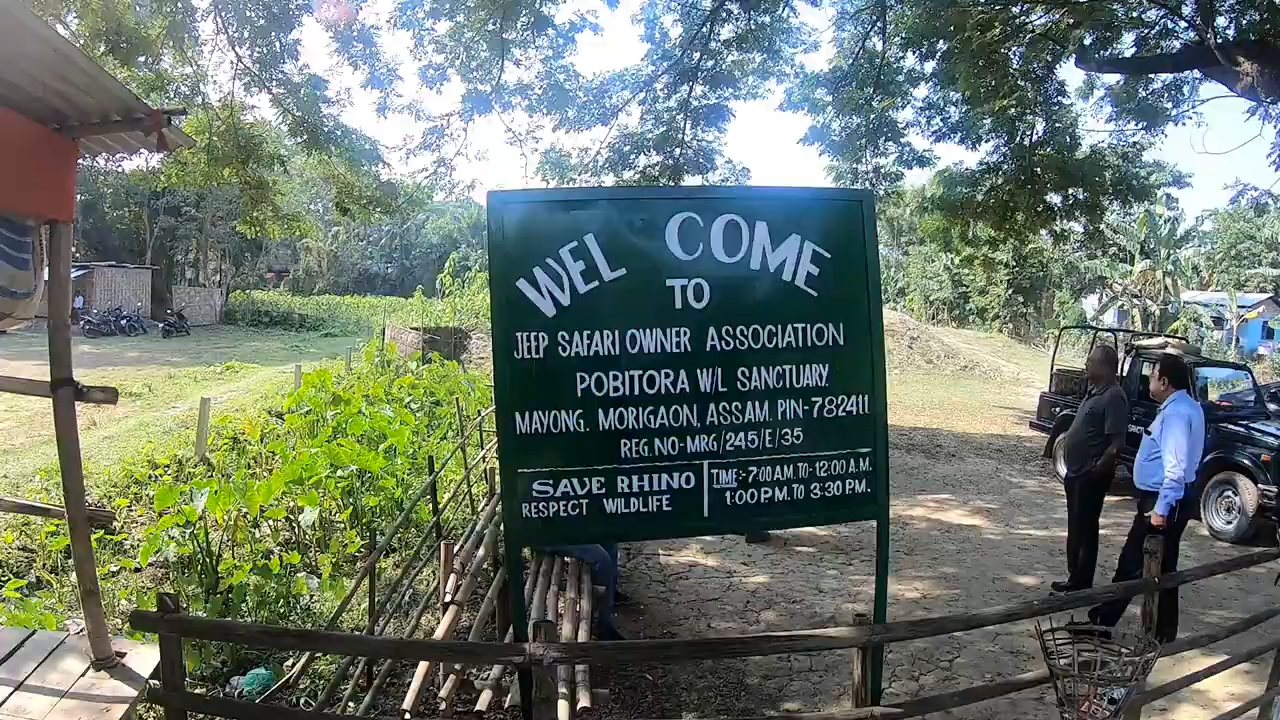 WEL COME
TO
JEEP SAFARI OWNER ASSOCIATION
POBITORA W/L SANCTUARY.
MAYONG. MORIGAON, ASSAM. PIN-782411
REG.NO-MRG/245/E/35
SAVE RHINO
RESPECT WILDLIFE
TIME:-7:00 A.M. TO-12:00 A.M.
1:00 P.M. TO 3:30 P.M.